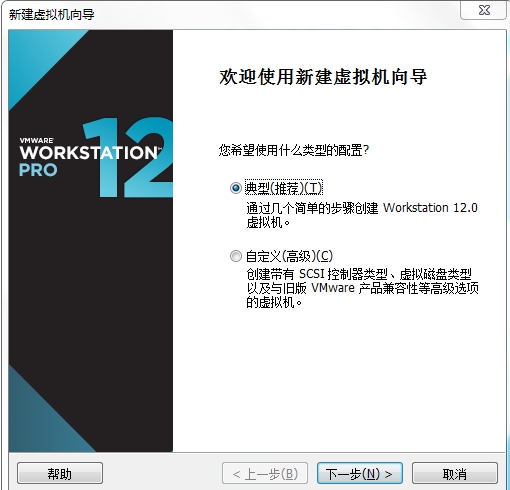 新建虚拟机向导
VMWARE
WORKSTATION™
PRO
12
欢迎使用新建虚拟机向导
您希望使用什么类型的配置?
典型(推荐)(T)
通过几个简单的步骤创建 Workstation 12.0
虚拟机。
自定义(高级)(C)
创建带有 SCSI 控制器类型、虚拟磁盘类型
以及与旧版 VMware 产品兼容性等高级选项
的虚拟机。
帮助
< 上一步(B)
下一步(N) >
取消